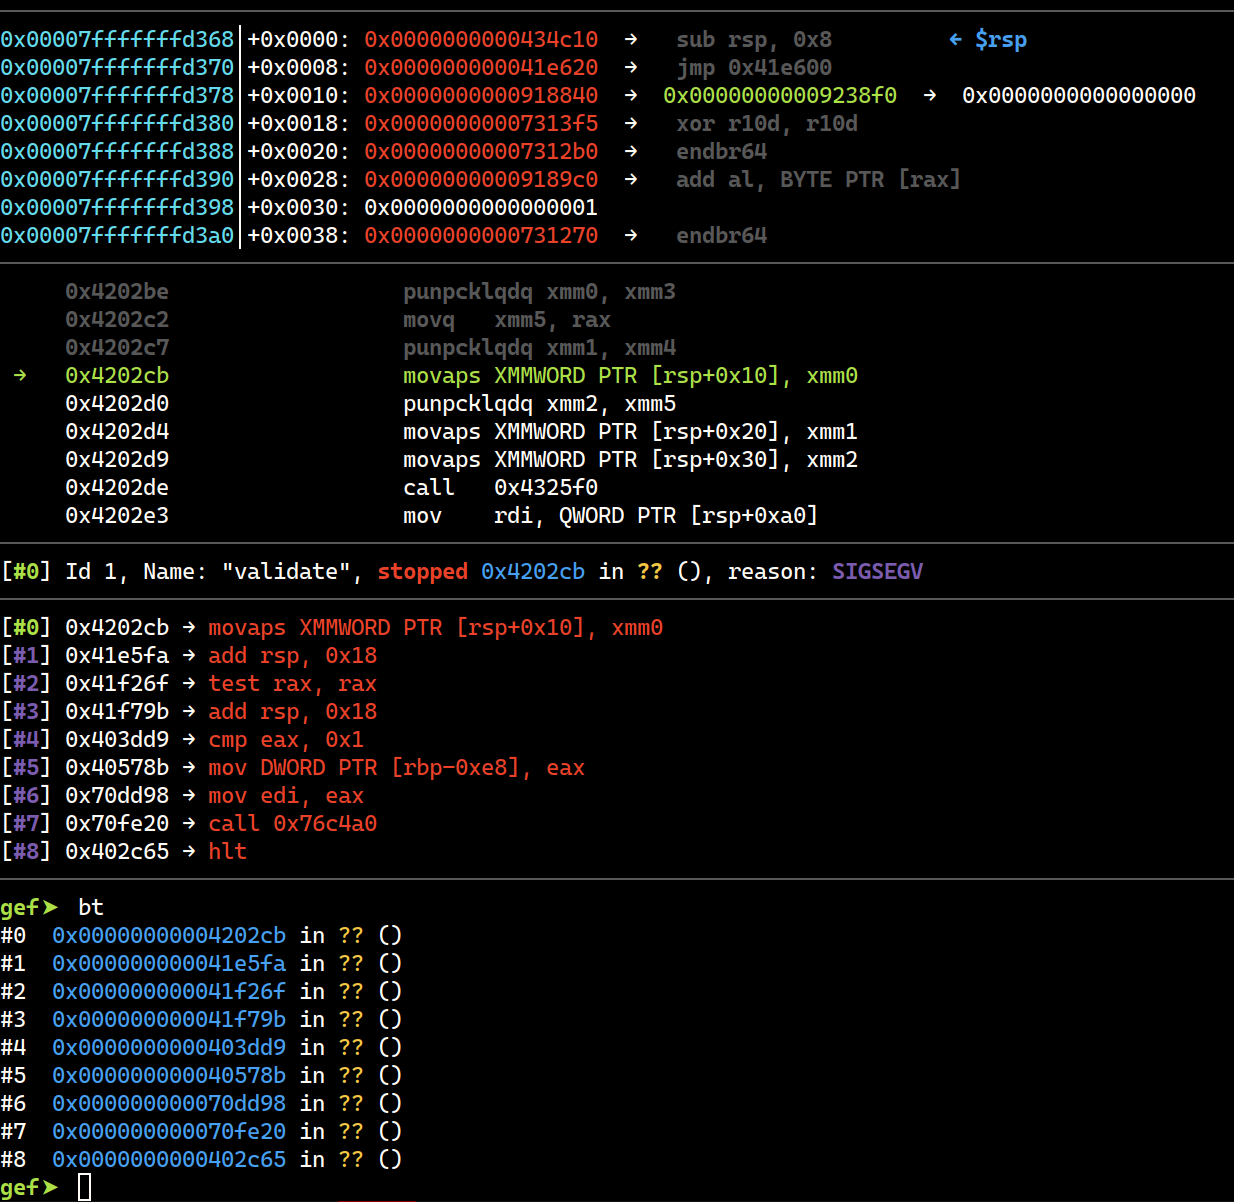 0x00007fffffffd368│+0x0000: 0x0000000000434c10  →   sub rsp, 0x8         ← $rsp
0x00007fffffffd370│+0x0008: 0x000000000041e620  →   jmp 0x41e600
0x00007fffffffd378│+0x0010: 0x0000000000918840  →  0x00000000009238f0  →  0x0000000000000000
0x00007fffffffd380│+0x0018: 0x00000000007313f5  →   xor r10d, r10d
0x00007fffffffd388│+0x0020: 0x00000000007312b0  →   endbr64
0x00007fffffffd390│+0x0028: 0x00000000009189c0  →   add al, BYTE PTR [rax]
0x00007fffffffd398│+0x0030: 0x0000000000000001
0x00007fffffffd3a0│+0x0038: 0x0000000000731270  →   endbr64
0x4202be                  punpcklqdq xmm0, xmm3
0x4202c2                  movq   xmm5, rax
0x4202c7                  punpcklqdq xmm1, xmm4
→   0x4202cb                  movaps XMMWORD PTR [rsp+0x10], xmm0
0x4202d0                  punpcklqdq xmm2, xmm5
0x4202d4                  movaps XMMWORD PTR [rsp+0x20], xmm1
0x4202d9                  movaps XMMWORD PTR [rsp+0x30], xmm2
0x4202de                  call   0x4325f0
0x4202e3                  mov    rdi, QWORD PTR [rsp+0xa0]
[#0] Id 1, Name: "validate", stopped 0x4202cb in ?? (), reason: SIGSEGV
[#0] 0x4202cb → movaps XMMWORD PTR [rsp+0x10], xmm0
[#1] 0x41e5fa → add rsp, 0x18
[#2] 0x41f26f → test rax, rax
[#3] 0x41f79b → add rsp, 0x18
[#4] 0x403dd9 → cmp eax, 0x1
[#5] 0x40578b → mov DWORD PTR [rbp-0xe8], eax
[#6] 0x70dd98 → mov edi, eax
[#7] 0x70fe20 → call 0x76c4a0
[#8] 0x402c65 → hlt
gef➤  bt
#0  0x00000000004202cb in ?? ()
#1  0x000000000041e5fa in ?? ()
#2  0x000000000041f26f in ?? ()
#3  0x000000000041f79b in ?? ()
#4  0x0000000000403dd9 in ?? ()
#5  0x000000000040578b in ?? ()
#6  0x000000000070dd98 in ?? ()
#7  0x000000000070fe20 in ?? ()
#8  0x0000000000402c65 in ?? ()
gef➤